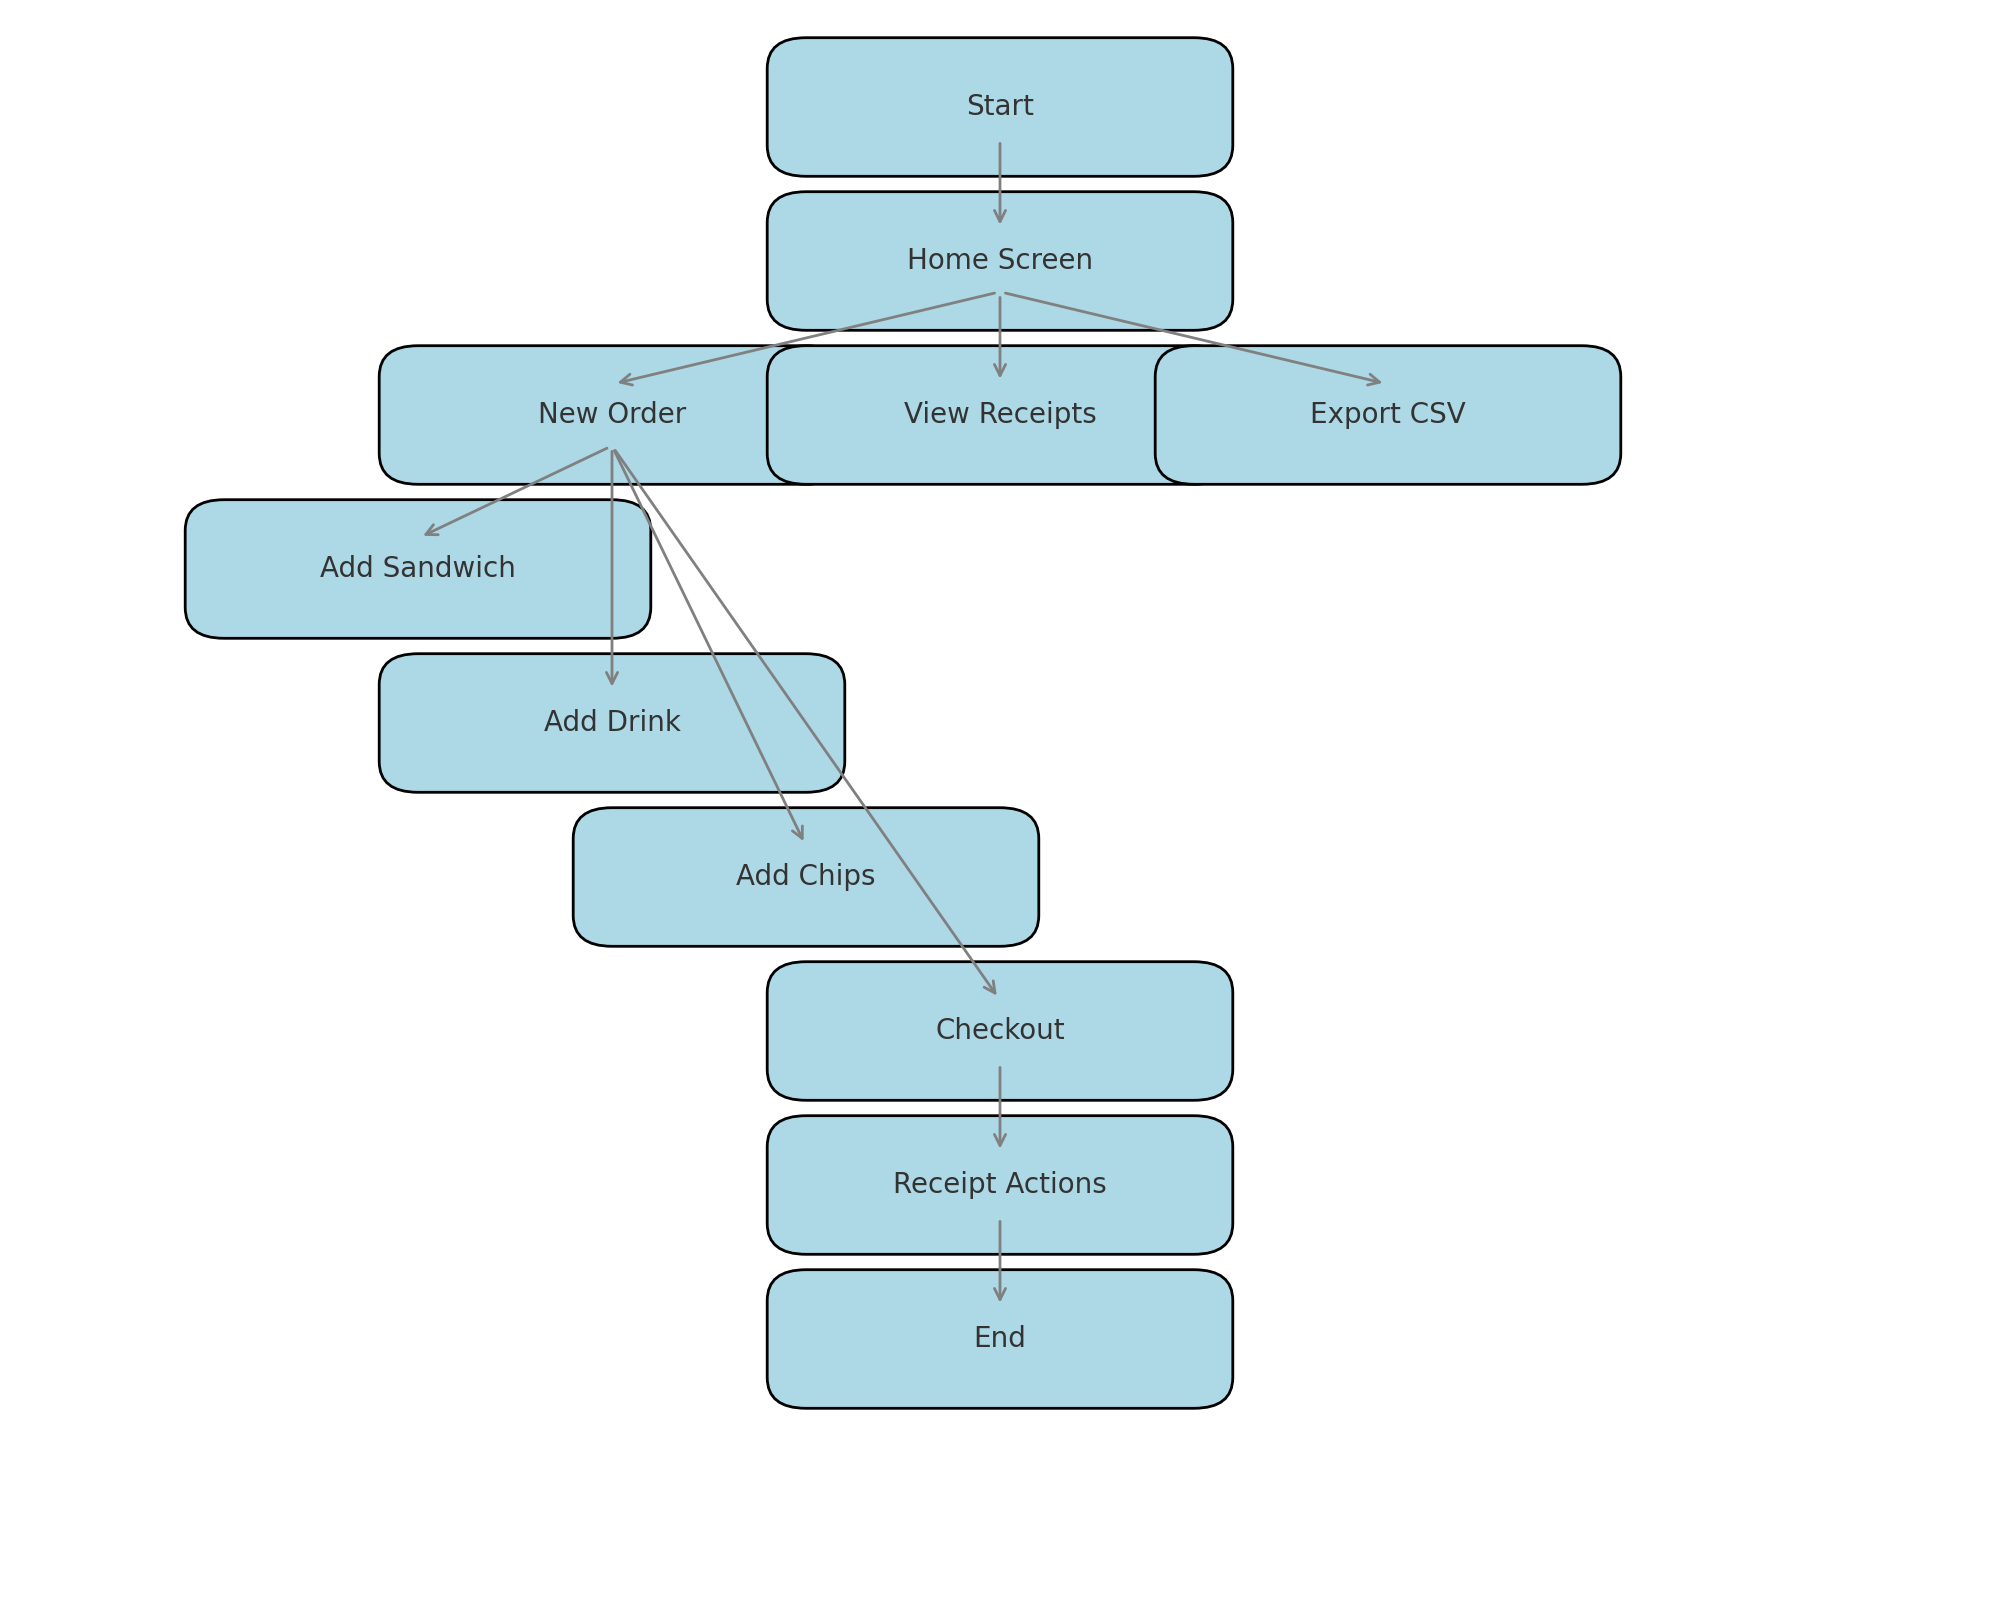 Start
Home Screen
New Order
View Receipts
Export CSV
Add Sandwich
Add Drink
Add Chips
Checkout
Receipt Actions
End